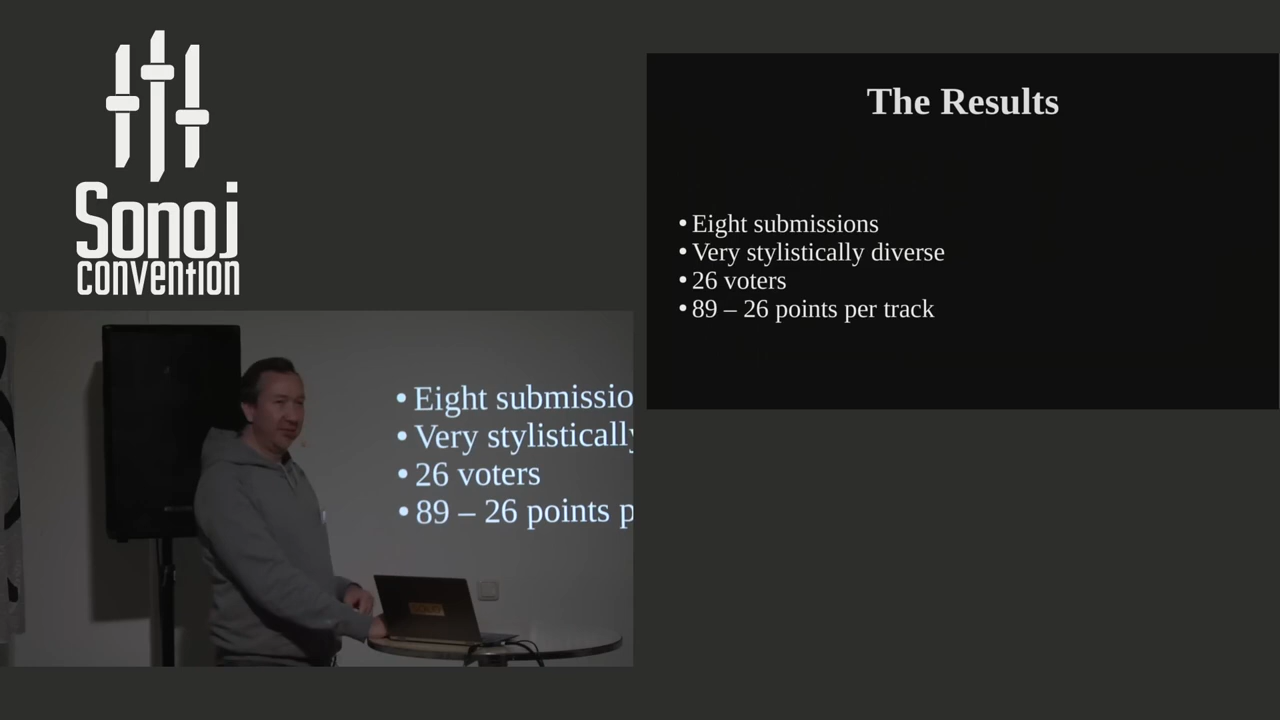 Sonoj
convention
The Results
• Eight submissions
• Very stylistically diverse
• 26 voters
• 89 – 26 points per track
• Eight submissio
• Very stylistically
• 26 voters
• 89 – 26 points p